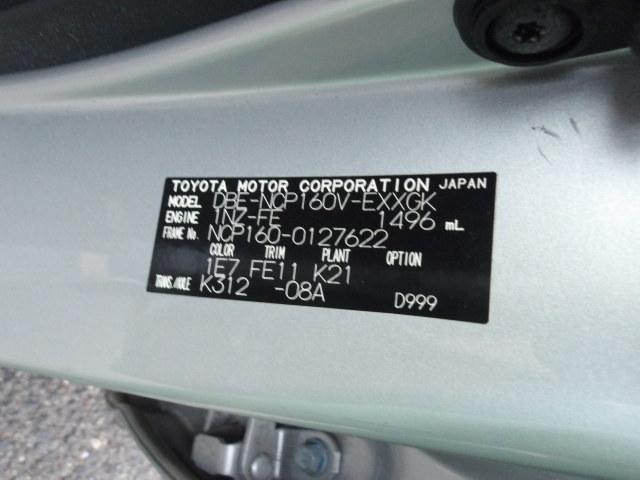 TOYOTA MOTOR CORPORATION JAPAN
MODEL DBE-NCP160V-EXXGK
ENGINE 1NZ-FE 1496 mL
FRAME No. NCP160-0127622
COLOR TRIM PLANT OPTION
1E7 FE11 K21
TRANS./AXLE K312 -08A
D999